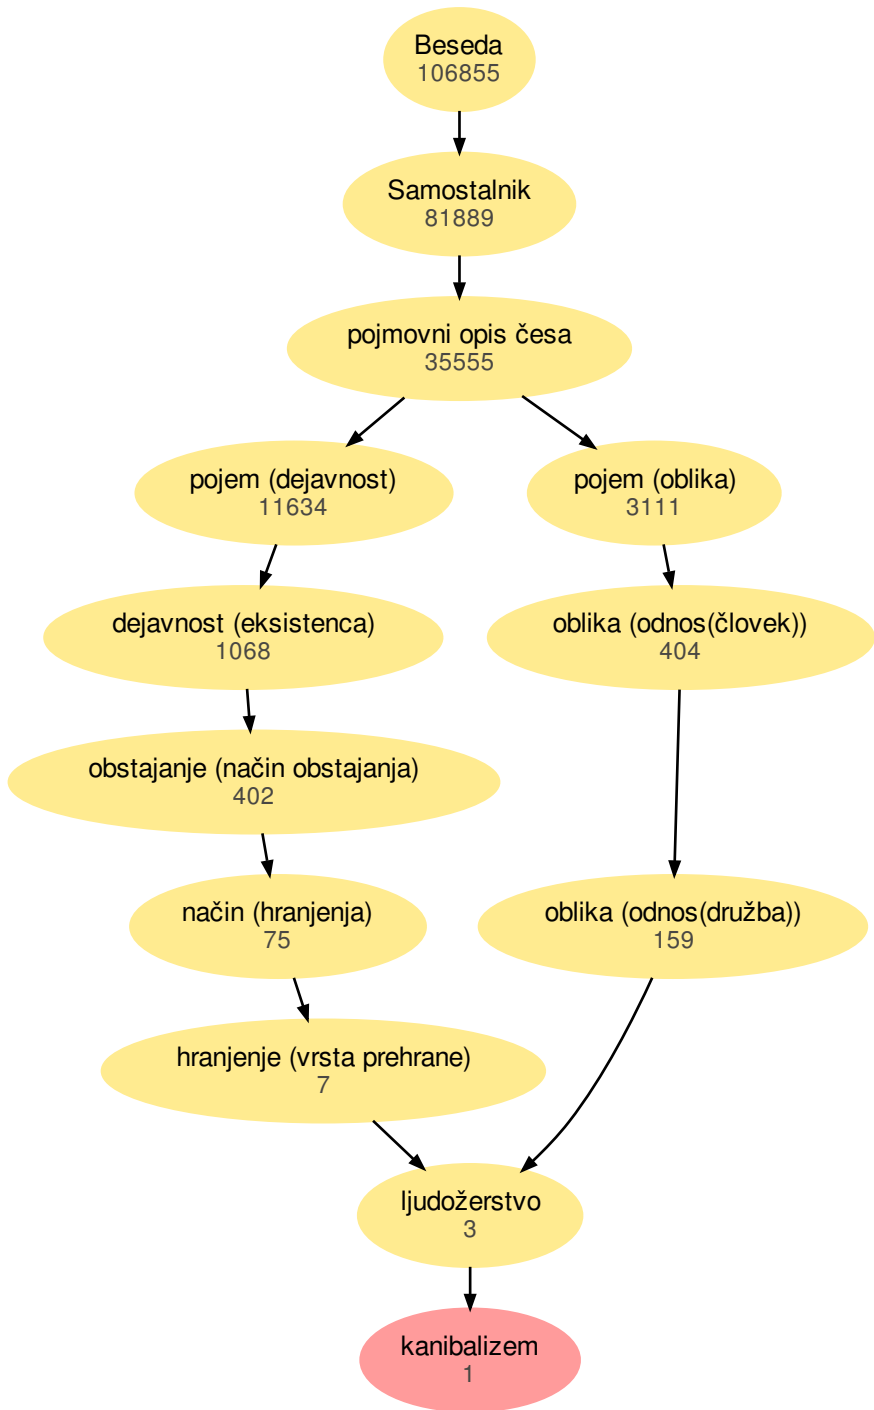 Beseda
106855
Samostalnik
81889
pojmovni opis česa
35555
pojem (dejavnost)
11634
pojem (oblika)
3111
dejavnost (eksistenca)
1068
oblika (odnos(človek))
404
obstajanje (način obstajanja)
402
način (hranjenja)
75
oblika (odnos(družba))
159
hranjenje (vrsta prehrane)
7
ljudožerstvo
3
kanibalizem
1